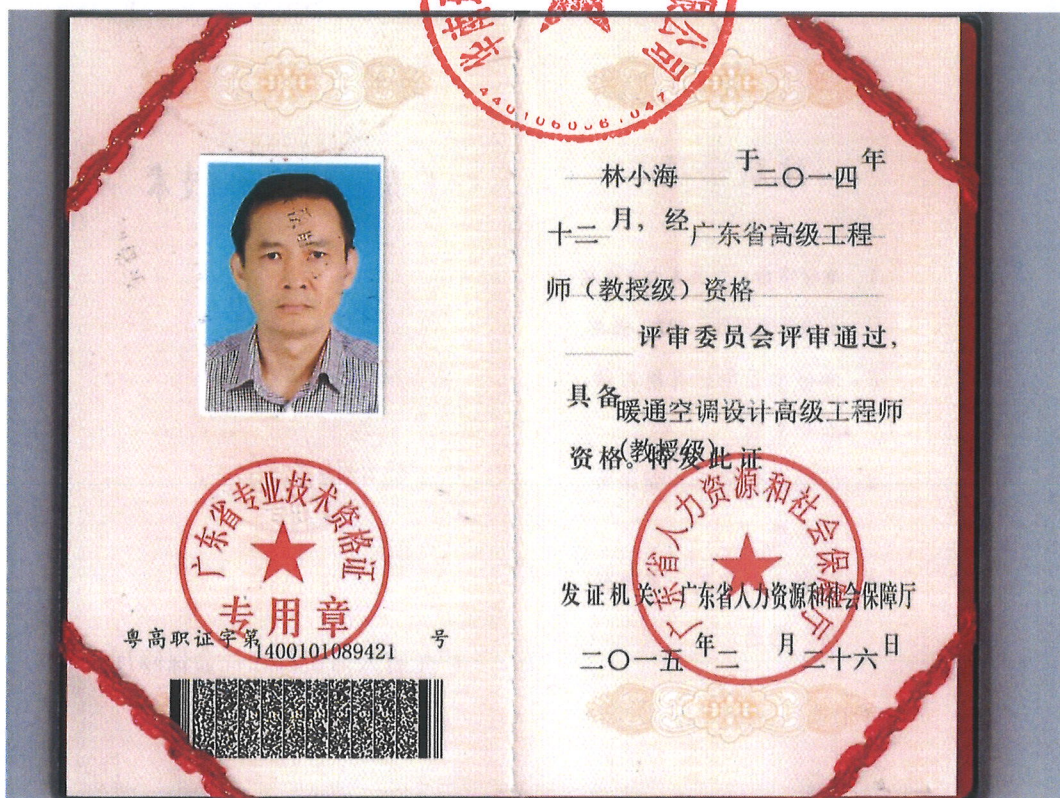 限公司
林小海 于二〇一四年
十二月，经广东省高级工程
师（教授级）资格
评审委员会评审通过，
具备暖通空调设计高级工程师
(教授级)
资格。特发此证
广东省专业技术资格证
专用章
粤高职证字第1400101089421号
广东省人力资源和社会保障厅
发证机关：广东省人力资源和社会保障厅
二〇一五年二月二十六日